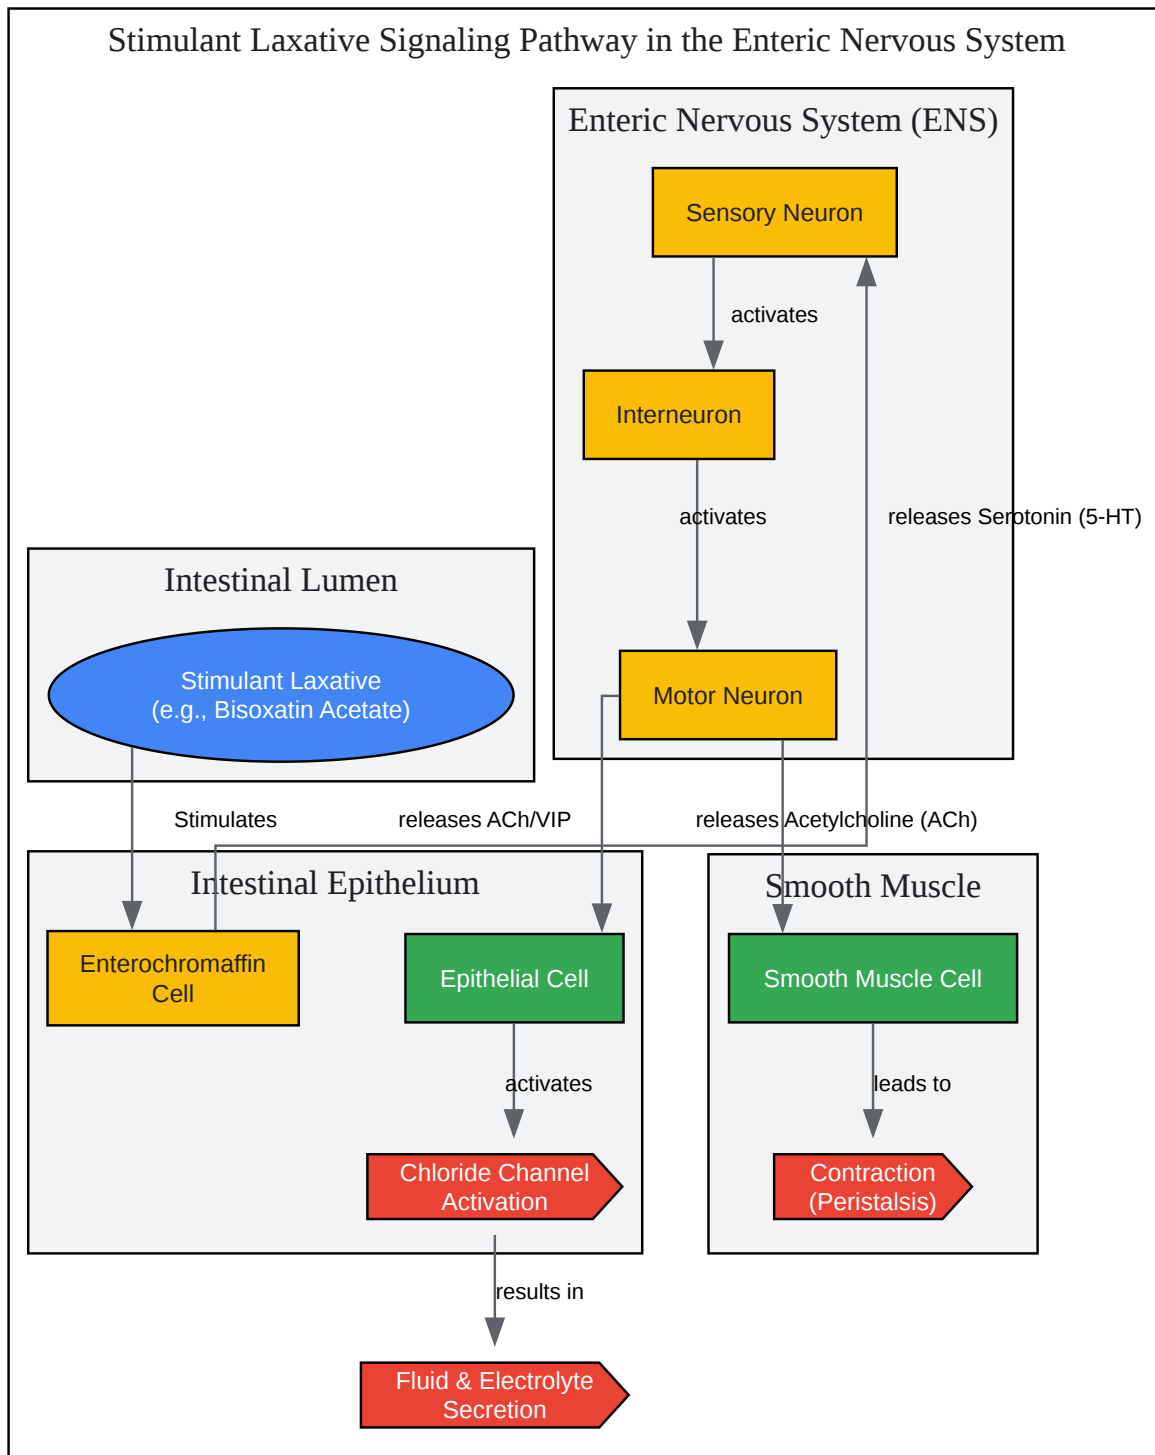 Stimulant Laxative Signaling Pathway in the Enteric Nervous System
Enteric Nervous System (ENS)
Sensory Neuron
activates
Interneuron
activates
releases Serotonin (5-HT)
Intestinal Lumen
Stimulant Laxative
(e.g., Bisoxatin Acetate)
Motor Neuron
Stimulates
releases ACh/VIP
releases Acetylcholine (ACh)
Intestinal Epithelium
Smooth Muscle
Enterochromaffin
Cell
Epithelial Cell
Smooth Muscle Cell
activates
leads to
Chloride Channel
Activation
Contraction
(Peristalsis)
results in
Fluid & Electrolyte
Secretion